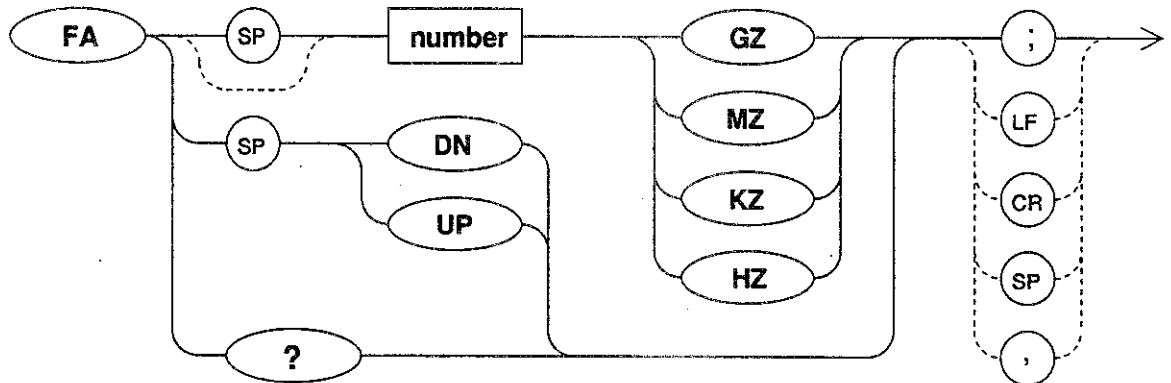 FA SP number GZ ;
MZ LF
SP DN
KZ CR
UP
HZ SP
? ,